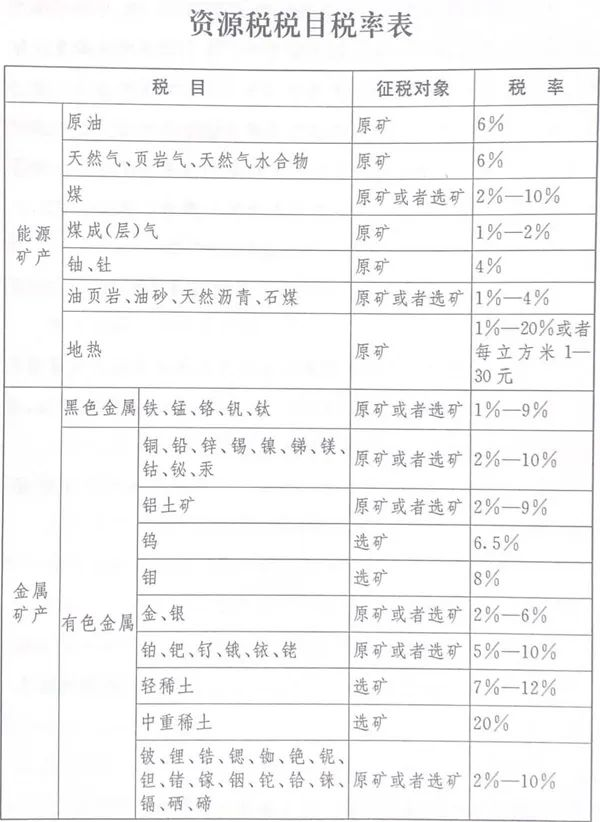 资源税税目税率表
税 目 征税对象 税 率
能源
矿产
原油 原矿 6%
天然气、页岩气、天然气水合物 原矿 6%
煤 原矿或者选矿 2%—10%
煤成(层)气 原矿 1%—2%
铀、钍 原矿 4%
油页岩、油砂、天然沥青、石煤 原矿或者选矿 1%—4%
地热 原矿 1%—20%或者
每立方米 1—
30元
金属
矿产
黑色金属 铁、锰、铬、钒、钛 原矿或者选矿 1%—9%
有色金属
铜、铅、锌、锡、镍、锑、镁、
钴、铋、汞 原矿或者选矿 2%—10%
铝土矿 原矿或者选矿 2%—9%
钨 选矿 6.5%
钼 选矿 8%
金、银 原矿或者选矿 2%—6%
铂、钯、钌、锇、铱、铑 原矿或者选矿 5%—10%
轻稀土 选矿 7%—12%
中重稀土 选矿 20%
铍、锂、锆、锶、铷、铯、铌、
钽、锗、镓、铟、铊、铪、铼、
镉、硒、碲 原矿或者选矿 2%—10%